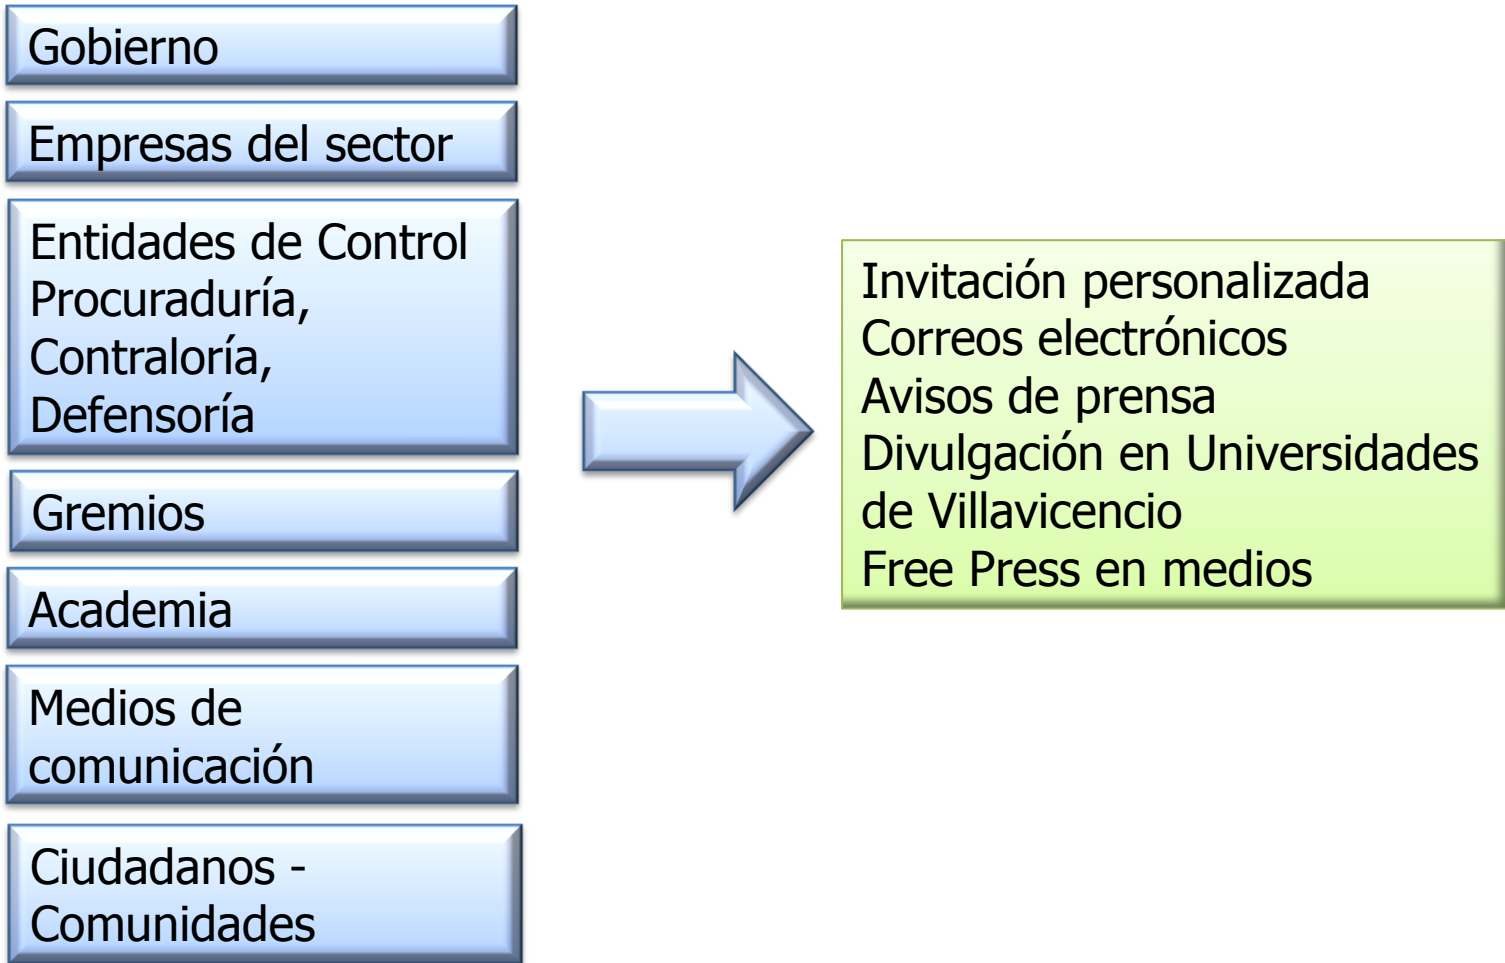 Gobierno
Empresas del sector
Entidades de Control
Procuraduría,
Contraloría,
Defensoría
Gremios
Academia
Medios de
comunicación
Ciudadanos -
Comunidades
Invitación personalizada
Correos electrónicos
Avisos de prensa
Divulgación en Universidades
de Villavicencio
Free Press en medios